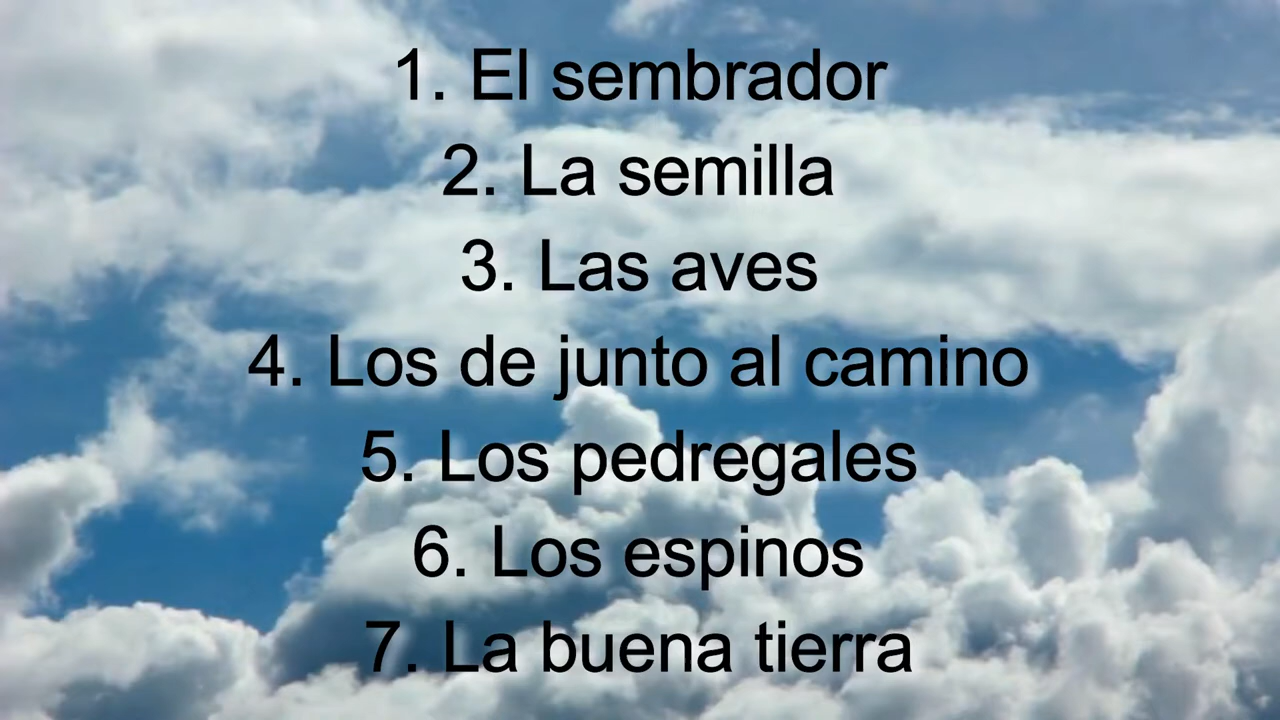 1. El sembrador
2. La semilla
3. Las aves
4. Los de junto al camino
5. Los pedregales
6. Los espinos
7. La buena tierra